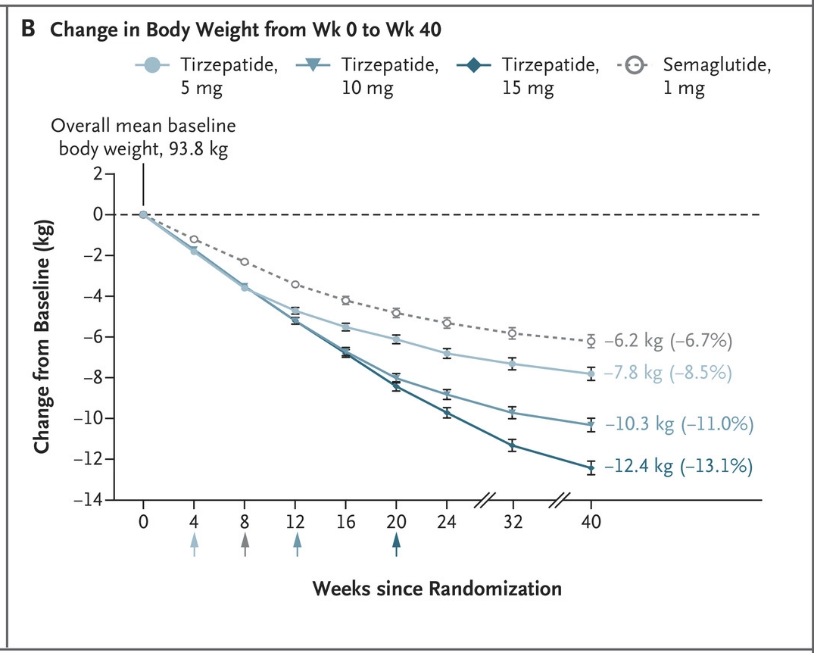 B Change in Body Weight from Wk 0 to Wk 40
Tirzepatide, Tirzepatide, Tirzepatide, Semaglutide,
5 mg 10 mg 15 mg 1 mg
Overall mean baseline
body weight, 93.8 kg
Change from Baseline (kg)
2
0
−2
−4
−6
−8
−10
−12
−14
−6.2 kg (−6.7%)
−7.8 kg (−8.5%)
−10.3 kg (−11.0%)
−12.4 kg (−13.1%)
0 4 8 12 16 20 24 32 40
Weeks since Randomization